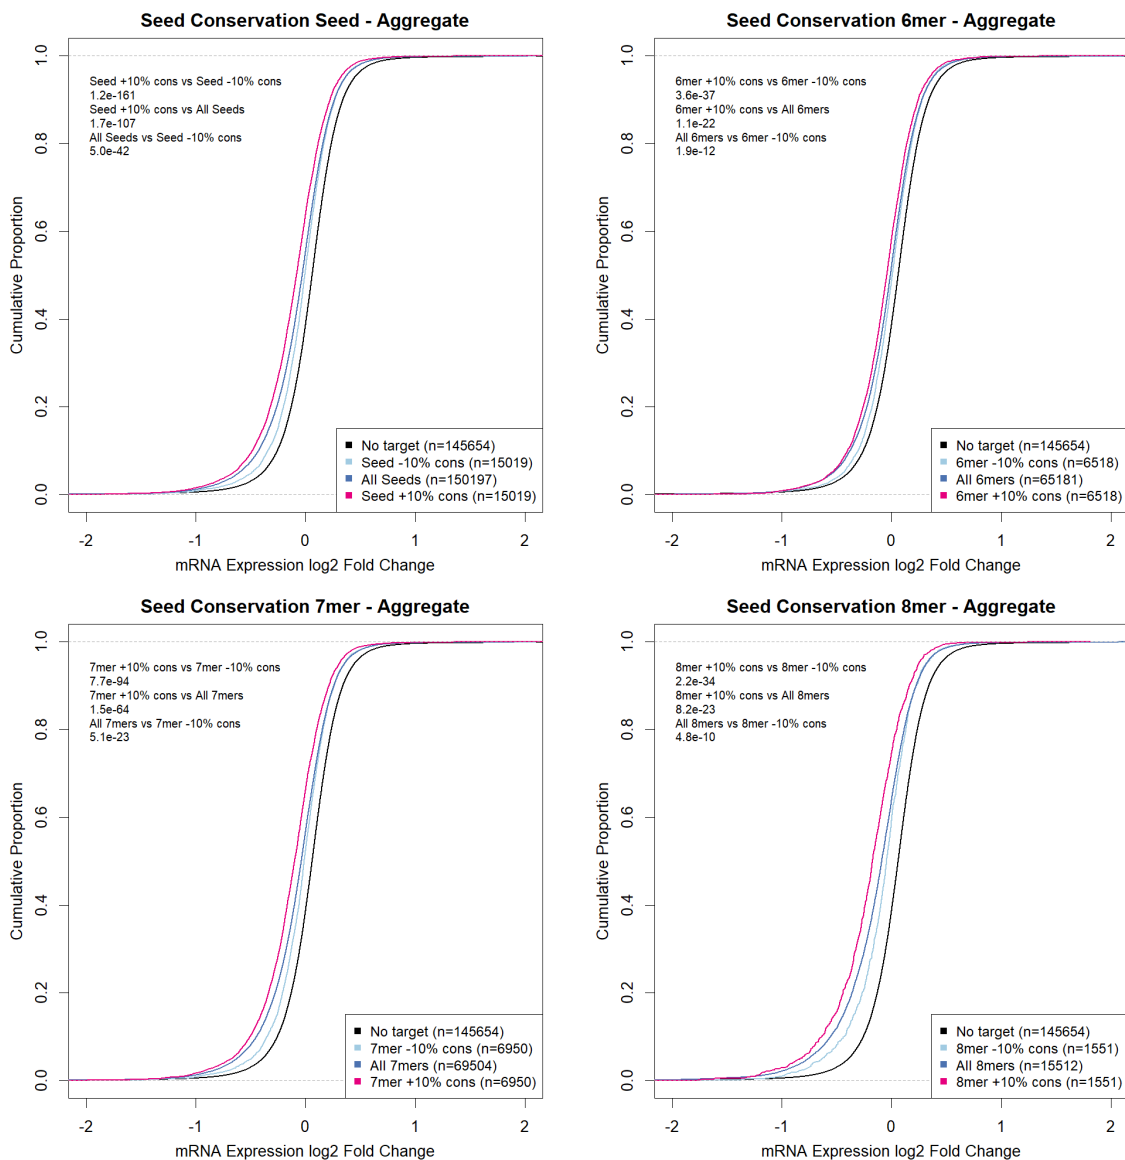 Seed Conservation Seed - Aggregate
Seed +10% cons vs Seed -10% cons
1.2e-161
Seed +10% cons vs All Seeds
1.7e-107
All Seeds vs Seed -10% cons
5.0e-42
Cumulative Proportion
0.0
0.2
0.4
0.6
0.8
1.0
No target (n=145654)
Seed -10% cons (n=15019)
All Seeds (n=150197)
Seed +10% cons (n=15019)
-2 -1 0 1 2
mRNA Expression log2 Fold Change
Seed Conservation 6mer - Aggregate
6mer +10% cons vs 6mer -10% cons
3.6e-37
6mer +10% cons vs All 6mers
1.1e-22
All 6mers vs 6mer -10% cons
1.9e-12
Cumulative Proportion
0.0
0.2
0.4
0.6
0.8
1.0
No target (n=145654)
6mer -10% cons (n=6518)
All 6mers (n=65181)
6mer +10% cons (n=6518)
-2 -1 0 1 2
mRNA Expression log2 Fold Change
Seed Conservation 7mer - Aggregate
7mer +10% cons vs 7mer -10% cons
7.7e-94
7mer +10% cons vs All 7mers
1.5e-64
All 7mers vs 7mer -10% cons
5.1e-23
Cumulative Proportion
0.0
0.2
0.4
0.6
0.8
1.0
No target (n=145654)
7mer -10% cons (n=6950)
All 7mers (n=69504)
7mer +10% cons (n=6950)
-2 -1 0 1 2
mRNA Expression log2 Fold Change
Seed Conservation 8mer - Aggregate
8mer +10% cons vs 8mer -10% cons
2.2e-34
8mer +10% cons vs All 8mers
8.2e-23
All 8mers vs 8mer -10% cons
4.8e-10
Cumulative Proportion
0.0
0.2
0.4
0.6
0.8
1.0
No target (n=145654)
8mer -10% cons (n=1551)
All 8mers (n=15512)
8mer +10% cons (n=1551)
-2 -1 0 1 2
mRNA Expression log2 Fold Change